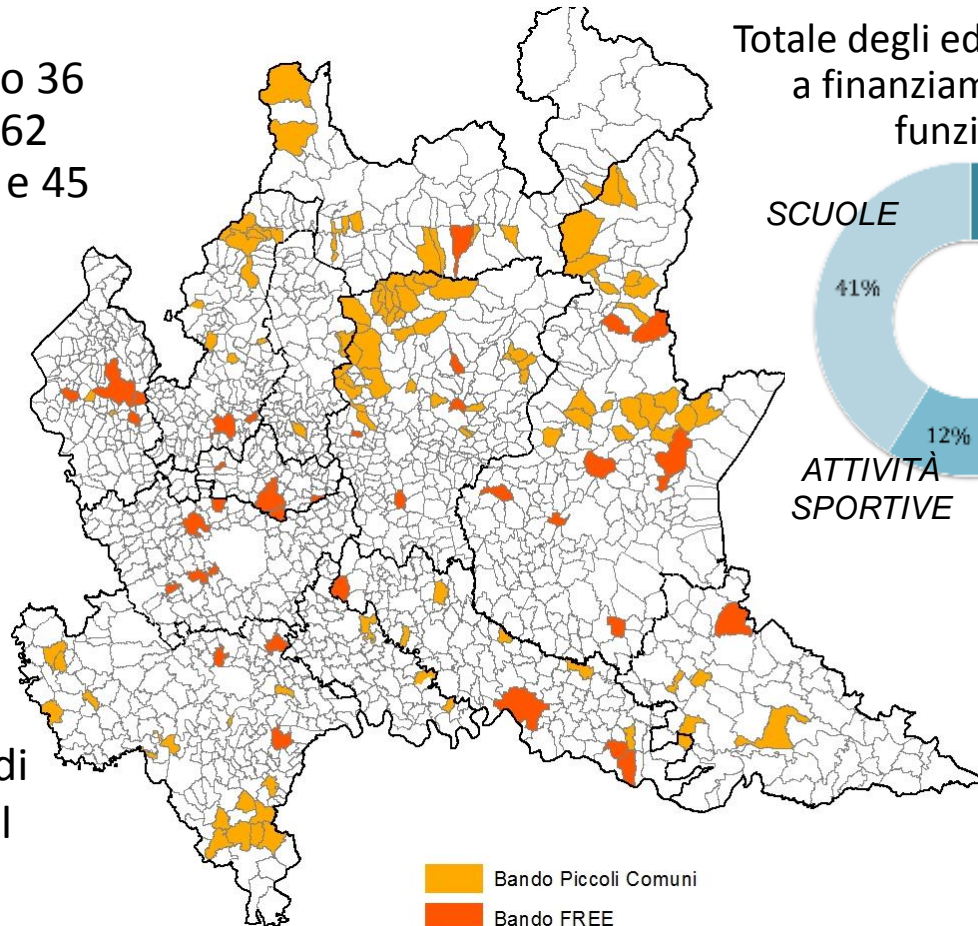 o 36
62
e 45
Totale degli ed
a finanziam
funzi
SCUOLE
41%
12%
ATTIVITÀ
SPORTIVE
di
l
Bando Piccoli Comuni
Bando FREE